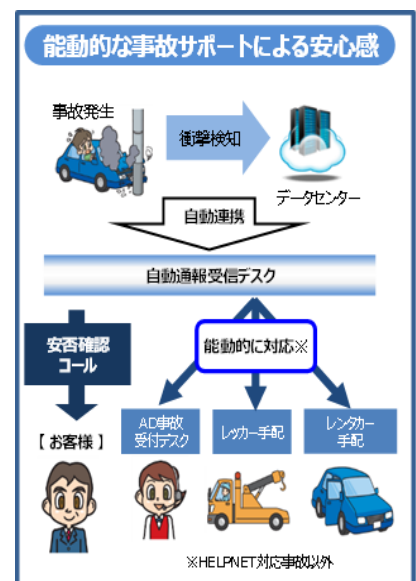 能動的な事故サポートによる安心感
事故発生
衝撃検知
データセンター
自動連携
自動通報受信デスク
安否確認
コール
能動的に対応※
【お客様】
AD事故
受付デスク
レッカー手配
レンタカー
手配
※HELPNET対応事故以外